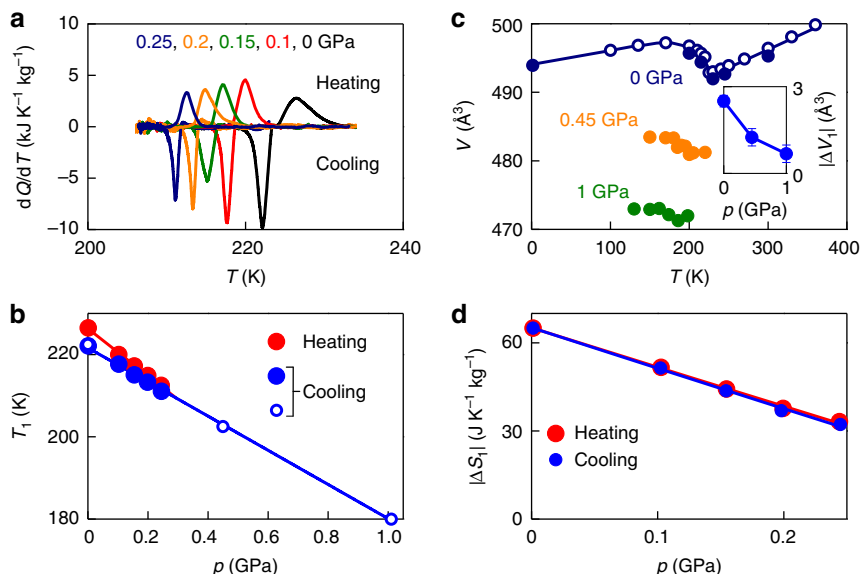 a
0.25, 0.2, 0.15, 0.1, 0 GPa
Heating
Cooling
dQ/dT (kJ K⁻¹ kg⁻¹)
10
5
0
−5
−10
200
220
240
T (K)
c
500
490
480
470
V (Å³)
0 GPa
0.45 GPa
1 GPa
3
0
|ΔV₁| (Å³)
0
1
p (GPa)
0
100
200
300
400
T (K)
b
Heating
Cooling
220
200
180
T₁ (K)
0
0.2
0.4
0.6
0.8
1.0
p (GPa)
d
60
30
0
|ΔS₁| (J K⁻¹ kg⁻¹)
Heating
Cooling
0
0.1
0.2
p (GPa)